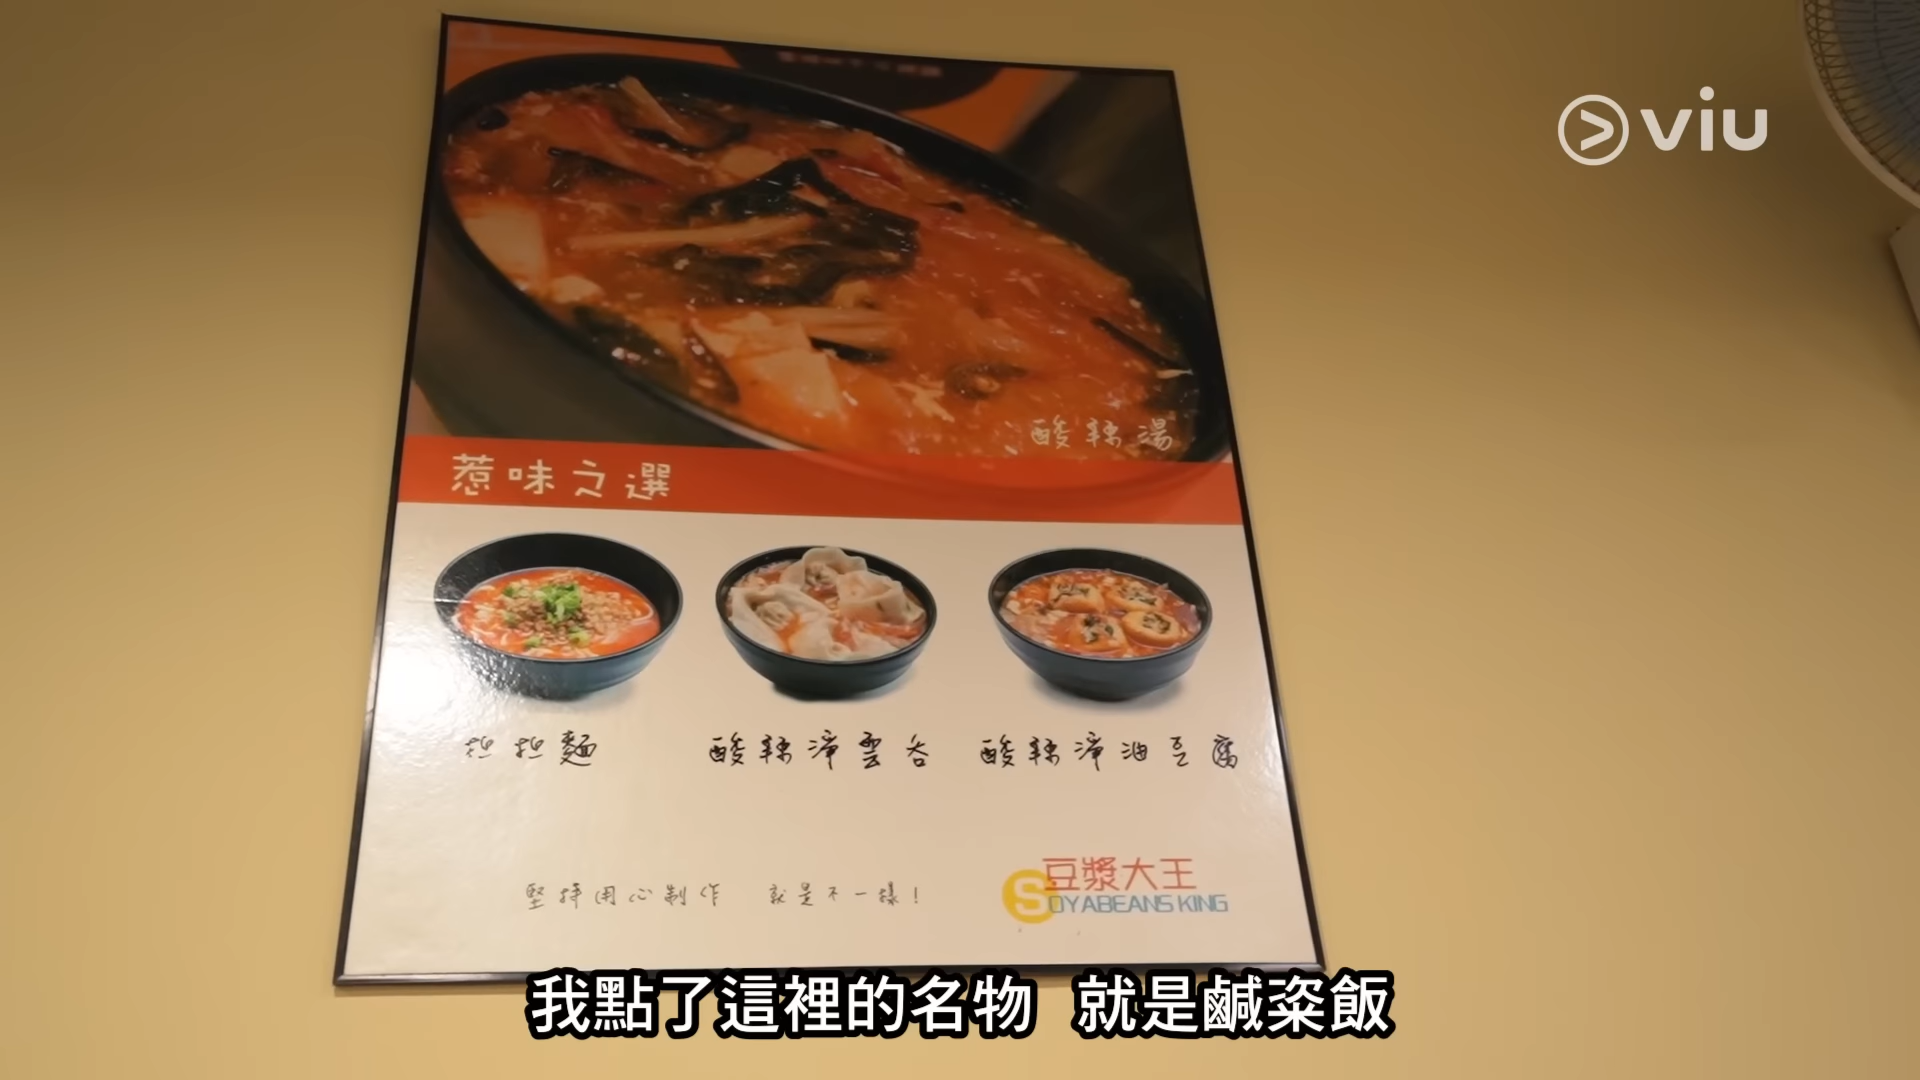 viu
酸辣湯
惹味之選
担担麵
酸辣淨雲吞
酸辣淨油豆腐
堅持用心制作 就是不一樣！
豆漿大王
SOYABEANS KING
我點了這裡的名物 就是鹹粢飯